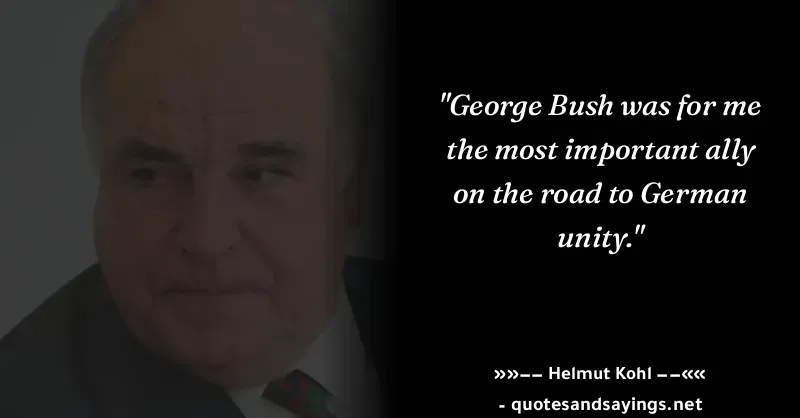 "George Bush was for me
the most important ally
on the road to German
unity."
»»–– Helmut Kohl ––««
- quotesandsayings.net